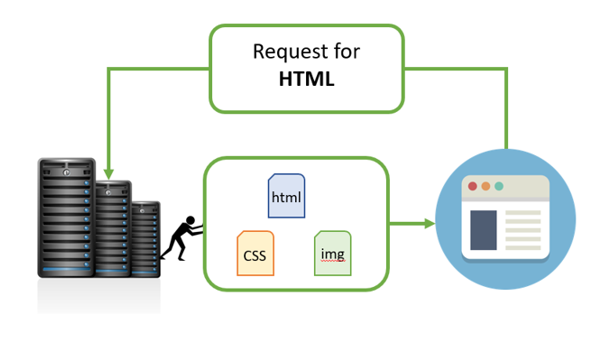 Request for
HTML
html
CSS
img